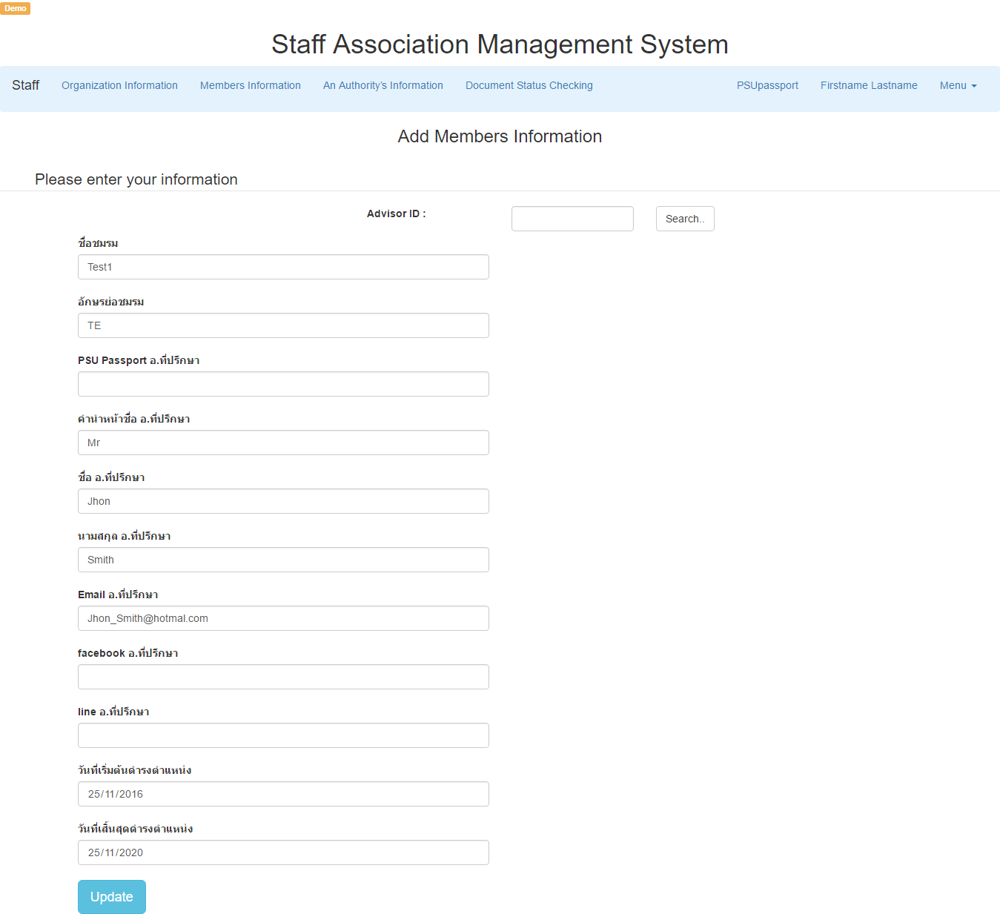 Demo
Staff Association Management System
Staff Organization Information Members Information An Authority's Information Document Status Checking PSUpassport Firstname Lastname Menu
Add Members Information
Please enter your information
Advisor ID : Search..
ชื่อชมรม
Test1
อักษรย่อชมรม
TE
PSU Passport อ.ที่ปรึกษา
คำนำหน้าชื่อ อ.ที่ปรึกษา
Mr
ชื่อ อ.ที่ปรึกษา
Jhon
นามสกุล อ.ที่ปรึกษา
Smith
Email อ.ที่ปรึกษา
Jhon_Smith@hotmal.com
facebook อ.ที่ปรึกษา
line อ.ที่ปรึกษา
วันที่เริ่มต้นดำรงตำแหน่ง
25/11/2016
วันที่เสิ้นสุดดำรงตำแหน่ง
25/11/2020
Update